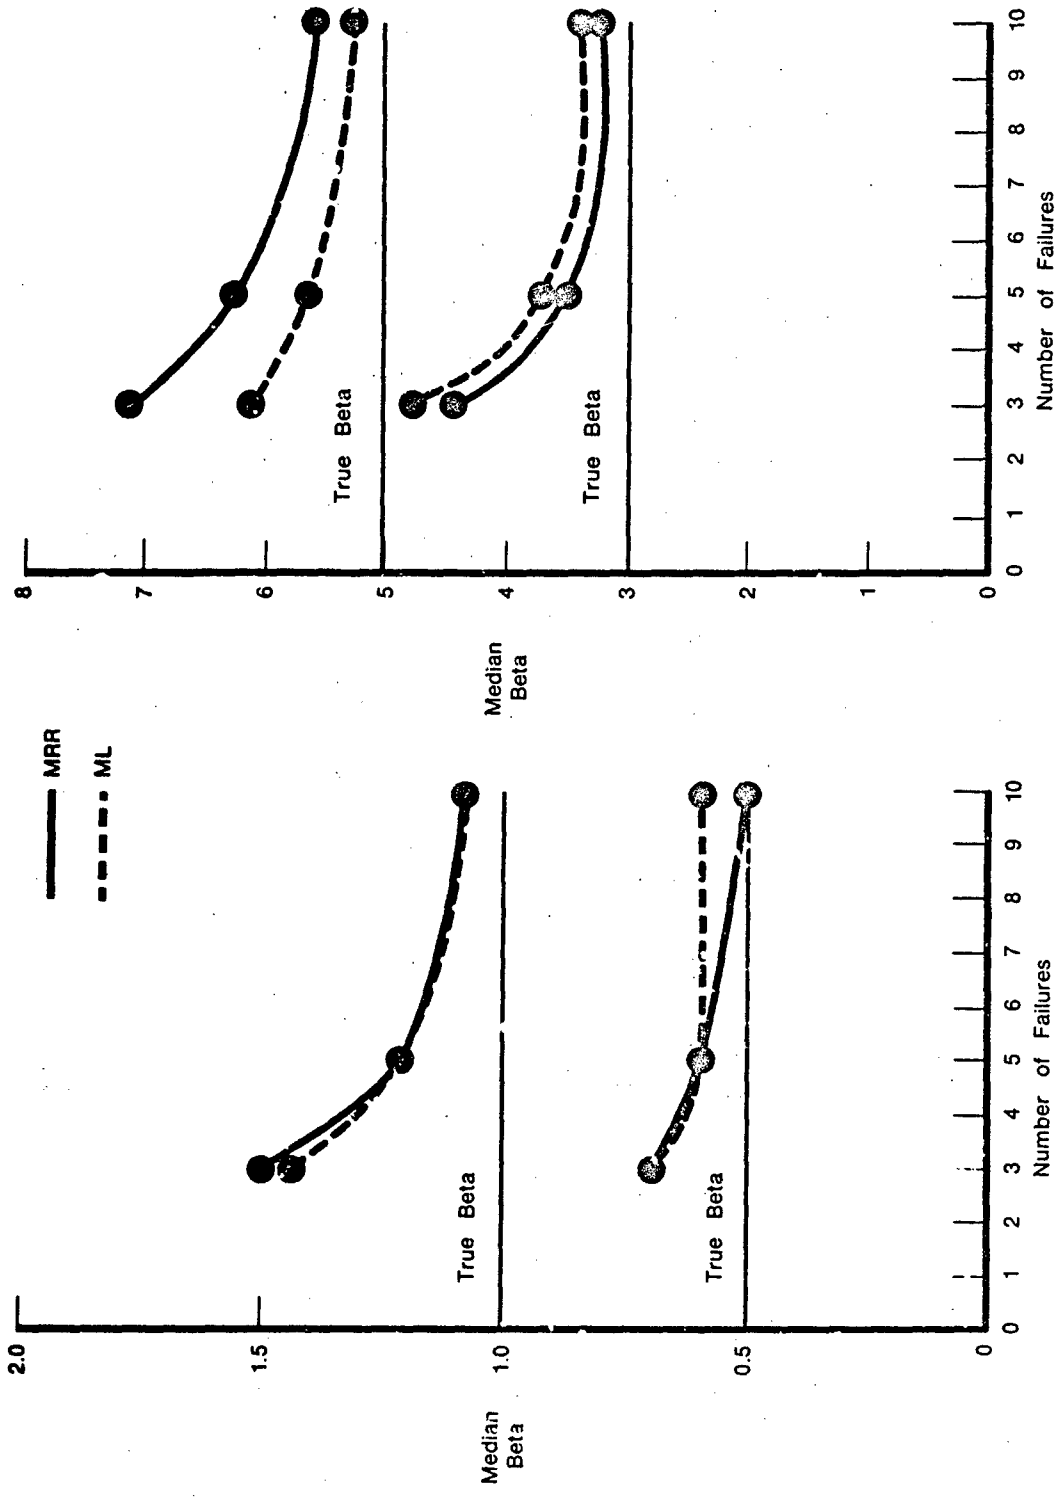 MRR
ML
2.0
1.5
1.0
0.5
0
Median
Beta
True Beta
True Beta
0 1 2 3 4 5 6 7 8 9 10
Number of Failures
8
7
6
5
4
3
2
1
0
Median
Beta
True Beta
True Beta
0 1 2 3 4 5 6 7 8 9 10
Number of Failures